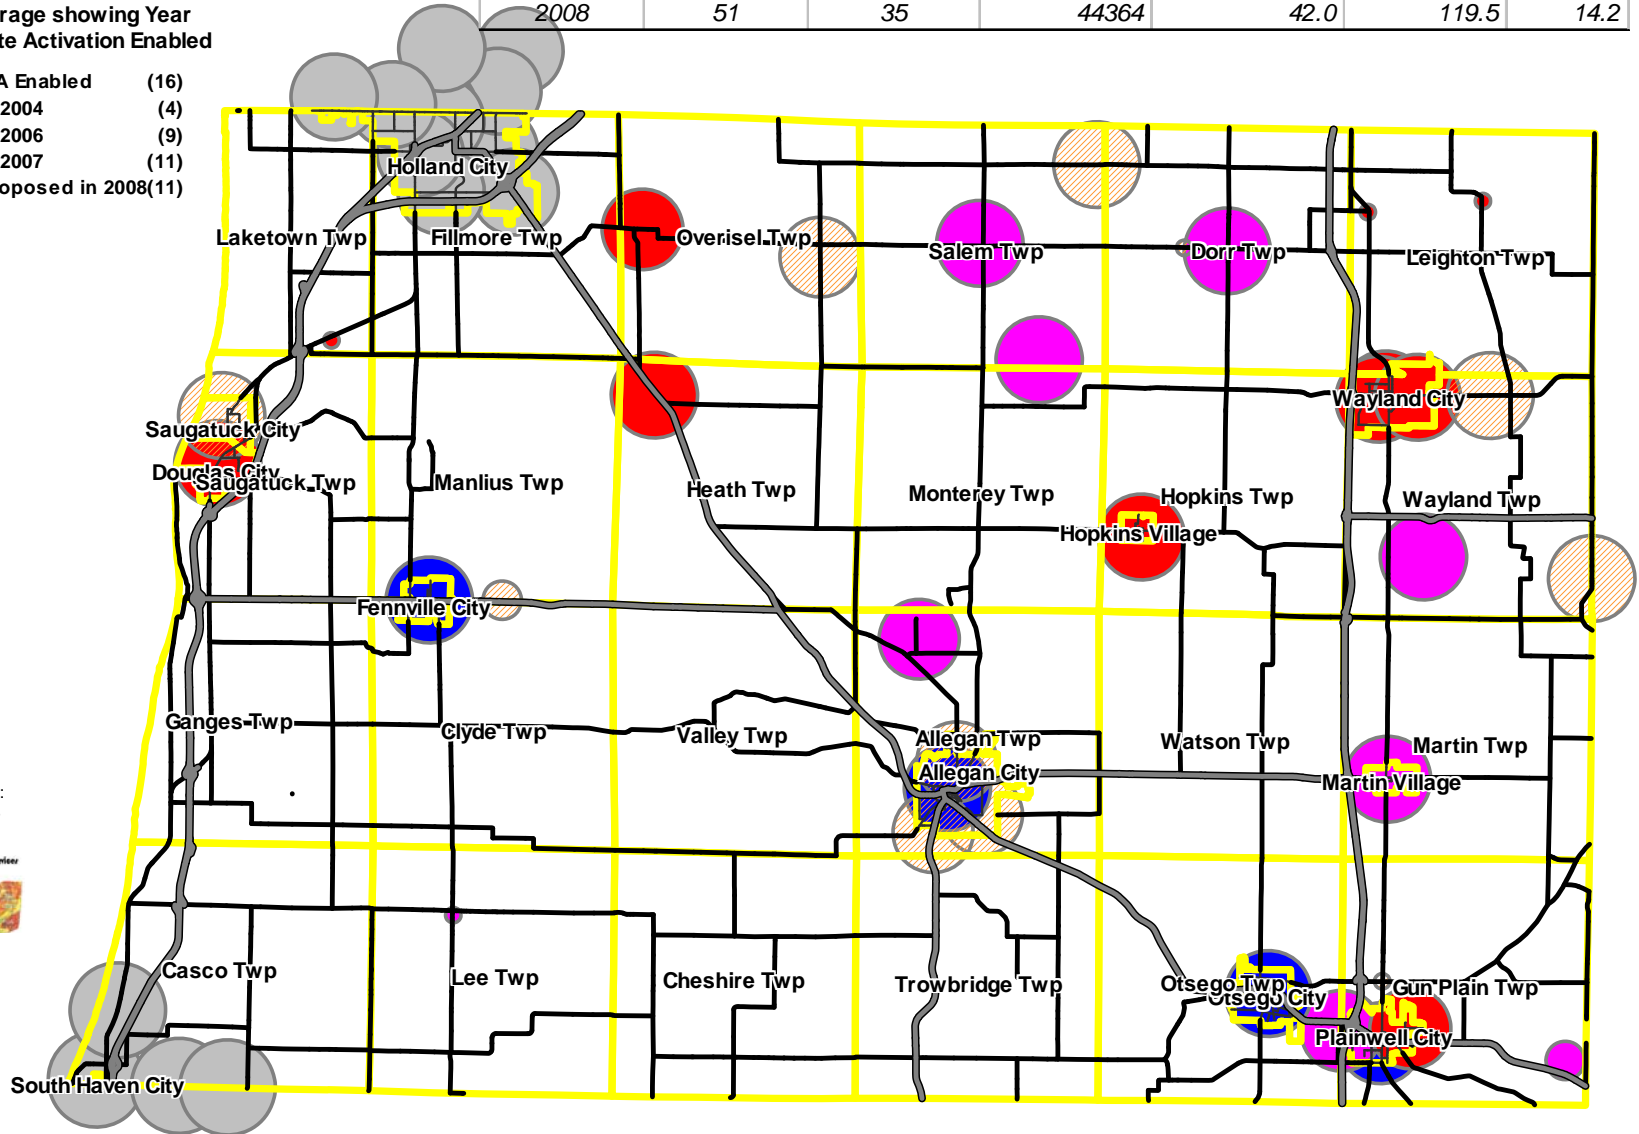 rage showing Year
te Activation Enabled
A Enabled (16)
2004 (4)
2006 (9)
2007 (11)
oposed in 2008(11)
2008 51 35 44364 42.0 119.5 14.2
Holland City
Laketown Twp
Fillmore Twp
Overisel Twp
Salem Twp
Dorr Twp
Leighton Twp
Wayland City
Saugatuck City
Douglas City
Saugatuck Twp
Manlius Twp
Heath Twp
Monterey Twp
Hopkins Twp
Wayland Twp
Hopkins Village
Fennville City
Ganges Twp
Clyde Twp
Valley Twp
Allegan Twp
Watson Twp
Martin Twp
Allegan City
Martin Village
Casco Twp
Lee Twp
Cheshire Twp
Trowbridge Twp
Otsego Twp
Otsego City
Gun Plain Twp
Plainwell City
South Haven City